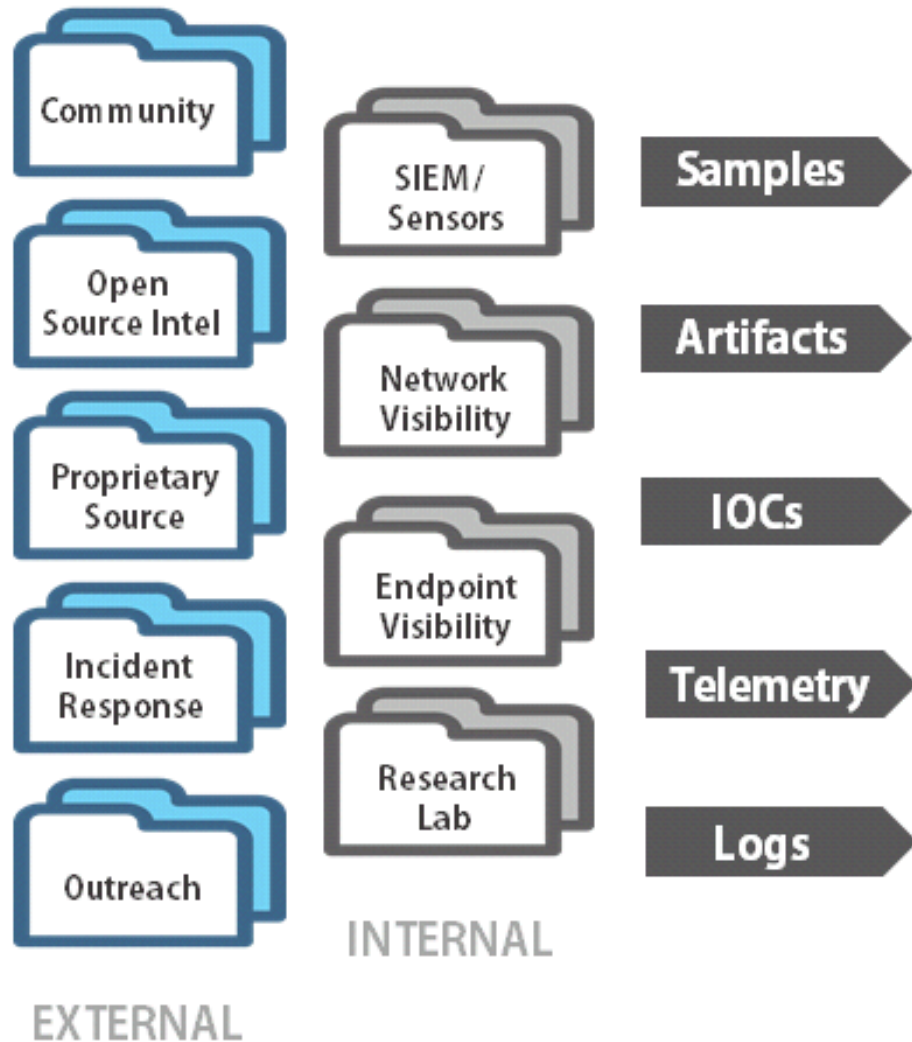 Community
Open
Source Intel
Proprietary
Source
Incident
Response
Outreach
EXTERNAL
SIEM/
Sensors
Network
Visibility
Endpoint
Visibility
Research
Lab
INTERNAL
Samples
Artifacts
IOCs
Telemetry
Logs